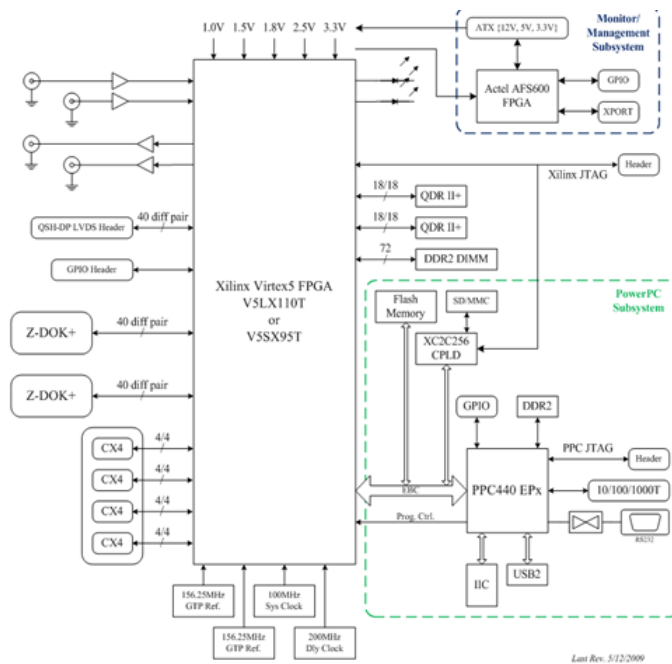 1.0V 1.5V 1.8V 2.5V 3.3V
ATX {12V, 5V, 3.3V}
Monitor/
Management
Subsystem
Actel AFS600
FPGA
GPIO
XPORT
Xilinx JTAG
Header
18/18
QDR II+
18/18
QDR II+
72
DDR2 DIMM
QSH-DP LVDS Header
40 diff pair
GPIO Header
Xilinx Virtex5 FPGA
V5LX110T
or
V5SX95T
Z-DOK+
40 diff pair
Z-DOK+
40 diff pair
CX4
4/4
CX4
4/4
CX4
4/4
CX4
4/4
PowerPC
Subsystem
Flash
Memory
SD/MMC
XC2C256
CPLD
GPIO
DDR2
PPC JTAG
Header
EBC
PPC440 EPx
10/100/1000T
Prog. Ctrl.
RS232
IIC
USB2
156.25MHz
GTP Ref.
100MHz
Sys Clock
156.25MHz
GTP Ref.
200MHz
Dly Clock
Last Rev. 5/12/2009